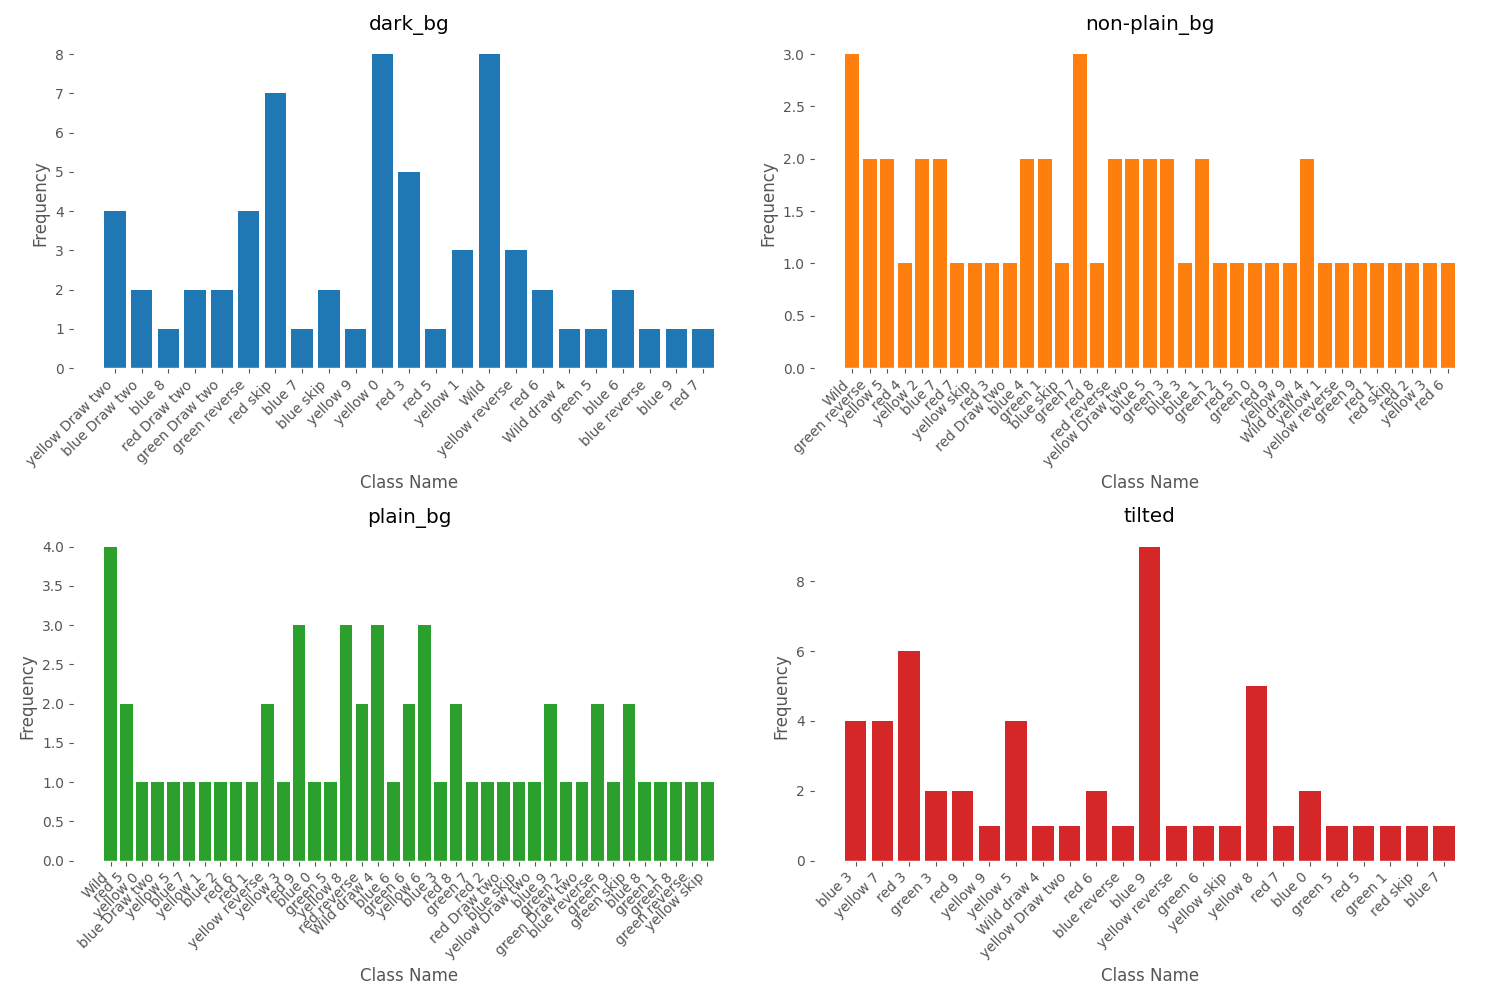 dark_bg
Frequency
8
7
6
5
4
3
2
1
0
yellow Draw two
blue Draw two
blue 8
red Draw two
green Draw two
green reverse
red skip
blue 7
blue skip
yellow 9
yellow 0
red 3
red 5
yellow 1
Wild
yellow reverse
red 6
Wild draw 4
green 5
blue 6
blue reverse
blue 9
red 7
Class Name
non-plain_bg
Frequency
3.0
2.5
2.0
1.5
1.0
0.5
0.0
Wild
green reverse
yellow 5
red 4
yellow 2
blue 7
red 7
yellow skip
red 3
red Draw two
blue 4
green 1
blue skip
green 7
red 8
red reverse
yellow Draw two
blue 5
green 3
blue 3
blue 1
green 2
red 5
green 0
red 9
yellow 9
Wild draw 4
yellow 1
yellow reverse
green 9
red 1
red skip
red 2
yellow 3
red 6
Class Name
plain_bg
Frequency
4.0
3.5
3.0
2.5
2.0
1.5
1.0
0.5
0.0
Wild
red 5
yellow 0
blue Draw two
yellow 5
blue 7
yellow 1
blue 2
red 6
red 1
yellow reverse
yellow 3
red 9
blue 0
green 5
yellow 8
red reverse
Wild draw 4
blue 6
green 6
yellow 6
blue 3
red 8
green 7
red 2
red Draw two
blue skip
yellow Draw two
blue 9
green 2
green Draw two
blue reverse
green 9
green skip
blue 8
green 1
green 8
green reverse
yellow skip
Class Name
tilted
Frequency
8
6
4
2
0
blue 3
yellow 7
red 3
green 3
red 9
yellow 9
yellow 5
Wild draw 4
yellow Draw two
red 6
blue reverse
blue 9
yellow reverse
green 6
yellow skip
yellow 8
red 7
blue 0
green 5
red 5
green 1
red skip
blue 7
Class Name